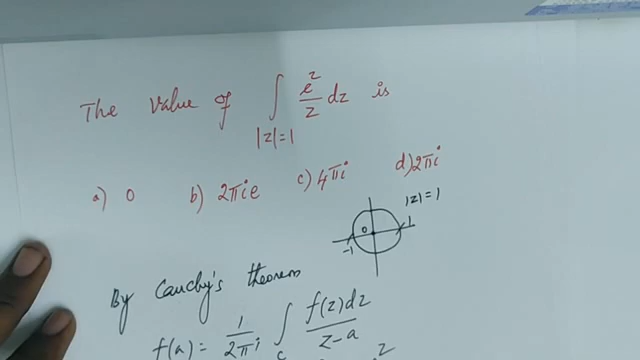 The Value of ∫ e^z/z dz is
|z|=1
a) 0 b) 2πie c) 4πi d) 2πi
|z|=1
0 1
-1
By Cauchy's theorem
f(a) = 1/2πi ∫ f(z)dz/z-a
c